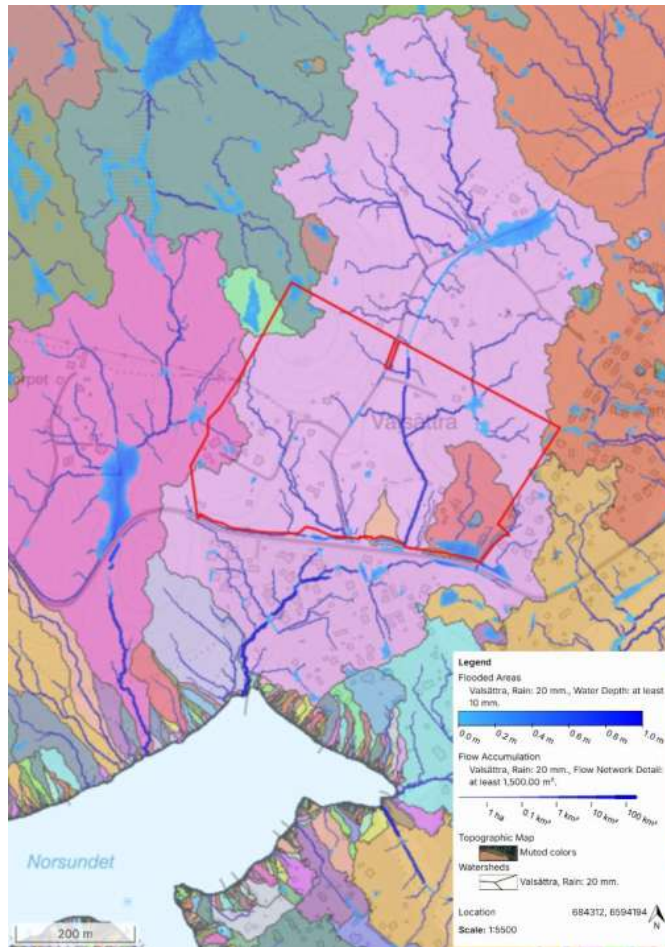 Valsättra
Norsundet
200 m
Legend
Flooded Areas
Valsättra, Rain: 20 mm., Water Depth: at least
10 mm.
0.0 m 0.2 m 0.4 m 0.6 m 0.8 m 1.0 m
Flow Accumulation
Valsättra, Rain: 20 mm., Flow Network Detail:
at least 1,500.00 m².
1 ha 0.1 km² 1 km² 10 km² 100 km²
Topographic Map
Muted colors
Watersheds
Valsättra, Rain: 20 mm.
Location 684312, 6594194
N
Scale: 1:5500